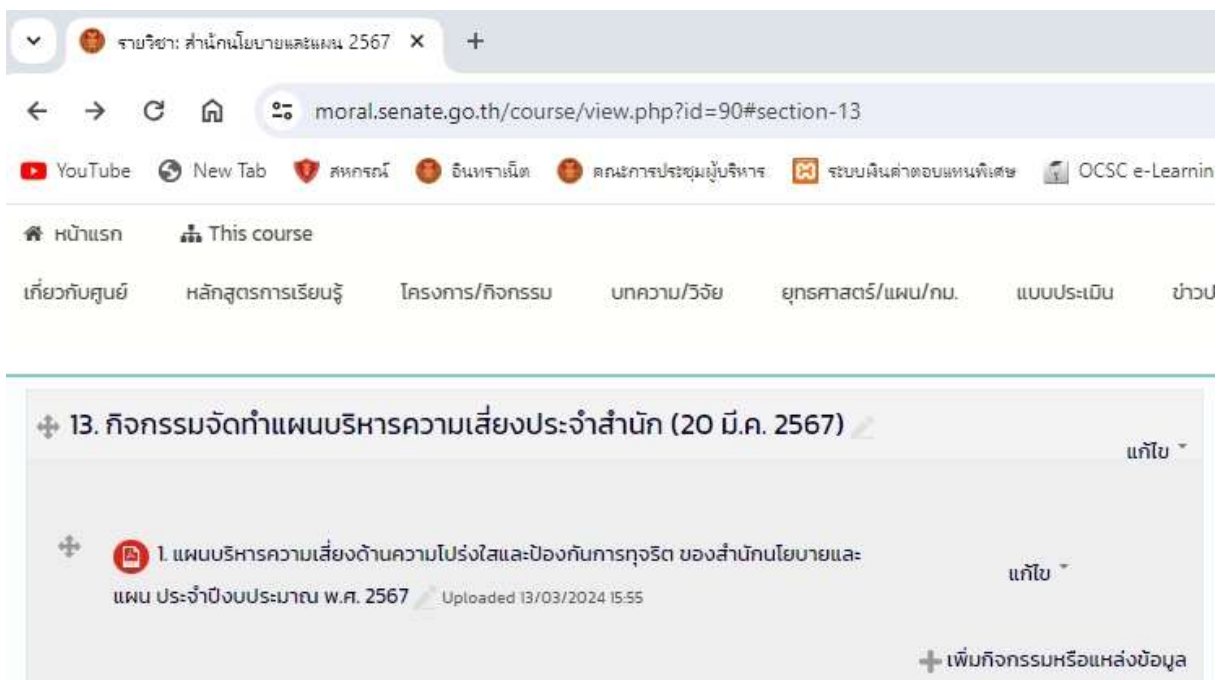 รายวิชา: สำนักนโยบายและแผน 2567
moral.senate.go.th/course/view.php?id=90#section-13
YouTube New Tab สหกรณ์ อินทราเน็ต คณะการประชุมผู้บริหาร ระบบผินค่าตอบแทนพิเศษ OCSC e-Learnin
หน้าแรก This course
เกี่ยวกับศูนย์ หลักสูตรการเรียนรู้ โครงการ/กิจกรรม บทความ/วิจัย ยุทธศาสตร์/แผน/กม. แบบประเมิน ข่าวป
13. กิจกรรมจัดทำแผนบริหารความเสี่ยงประจำสำนัก (20 มี.ค. 2567)
แก้ไข
1. แผนบริหารความเสี่ยงด้านความโปร่งใสและป้องกันการทุจริต ของสำนักนโยบายและ
แผน ประจำปีงบประมาณ พ.ศ. 2567 Uploaded 13/03/2024 15:55
แก้ไข
เพิ่มกิจกรรมหรือแหล่งข้อมูล